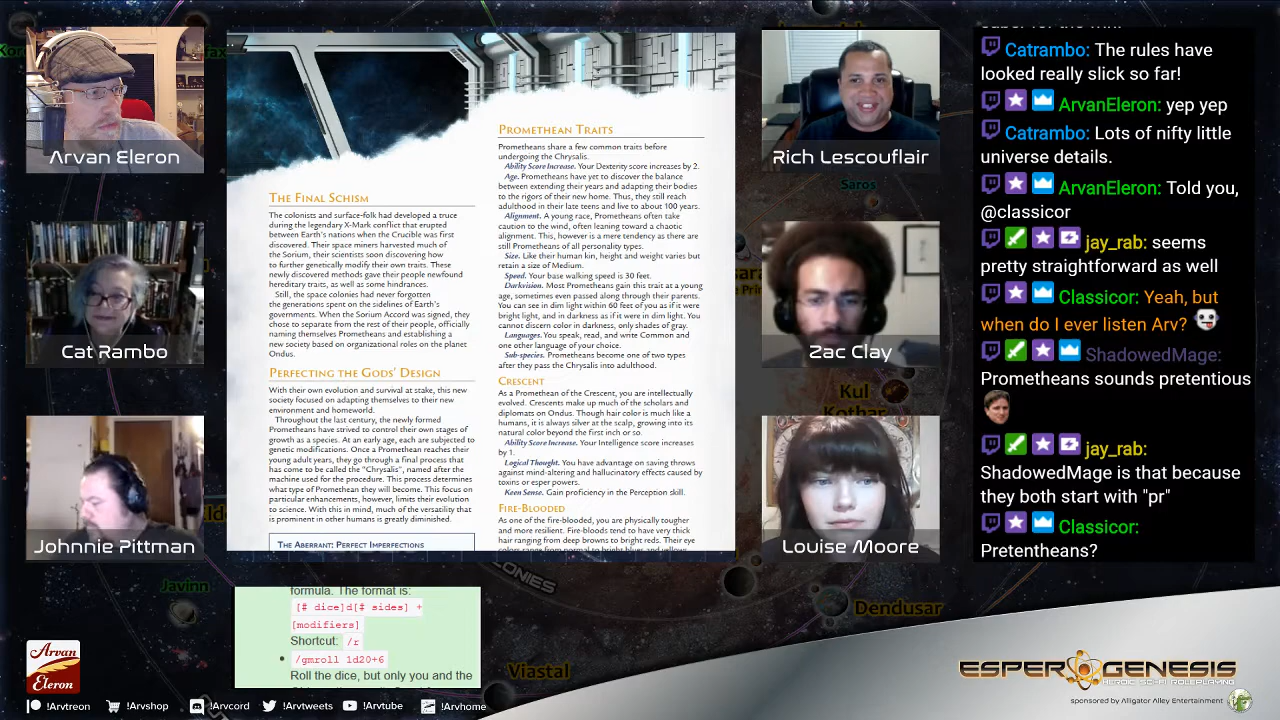 Arvan Eleron
Cat Rambo
Johnnie Pittman
THE FINAL SCHISM
The colonists and surface-folk had developed a truce
during the legendary X-Mark conflict that erupted
between Earth's nations when the Crucible was first
discovered. Their space miners harvested much of
the Sorium, their scientists soon discovering how
to further genetically modify their own traits. These
newly discovered methods gave their people newfound
hereditary traits, as well as some hindrances.
Still, the space colonies had never forgotten
the generations spent on the sidelines of Earth's
governments. When the Sorium Accord was signed, they
chose to separate from the rest of their people, officially
naming themselves Prometheans and establishing a
new society based on organizational roles on the planet
Ondus.
PERFECTING THE GODS' DESIGN
With their own evolution and survival at stake, this new
society focused on adapting themselves to their new
environment and homeworld.
Throughout the last century, the newly formed
Prometheans have strived to control their own stages of
growth as a species. At an early age, each are subjected to
genetic modifications. Once a Promethean reaches their
young adult years, they go through a final process that
has come to be called the "Chrysalis", named after the
machine used for the procedure. This process determines
what type of Promethean they will become. This focus on
particular enhancements, however, limits their evolution
to science. With this in mind, much of the versatility that
is prominent in other humans is greatly diminished.
THE ABERRANT: PERFECT IMPERFECTIONS
PROMETHEAN TRAITS
Prometheans share a few common traits before
undergoing the Chrysalis.
Ability Score Increase. Your Dexterity score increases by 2.
Age. Prometheans have yet to discover the balance
between extending their years and adapting their bodies
to the rigors of their new home. Thus, they still reach
adulthood in their late teens and live to about 100 years.
Alignment. A young race, Prometheans often take
caution to the wind, often leaning toward a chaotic
alignment. This, however is a mere tendency as there are
still Prometheans of all personality types.
Size. Like their human kin, height and weight varies but
retain a size of Medium.
Speed. Your base walking speed is 30 feet.
Darkvision. Most Prometheans gain this trait at a young
age, sometimes even passed along through their parents.
You can see in dim light within 60 feet of you as if it were
bright light, and in darkness as if it were in dim light. You
cannot discern color in darkness, only shades of gray.
Languages. You speak, read, and write Common and
one other language of your choice.
Sub-species. Prometheans become one of two types
after they pass the Chrysalis into adulthood.
CRESCENT
As a Promethean of the Crescent, you are intellectually
evolved. Crescents make up much of the scholars and
diplomats on Ondus. Though hair color is much like a
humans, it is always silver at the scalp, growing into its
natural color beyond the first inch or so.
Ability Score Increase. Your Intelligence score increases
by 1.
Logical Thought. You have advantage on saving throws
against mind-altering and hallucinatory effects caused by
toxins or esper powers.
Keen Sense. Gain proficiency in the Perception skill.
FIRE-BLOODED
As one of the fire-blooded, you are physically tougher
and more resilient. Fire-bloods tend to have very thick
hair ranging from deep browns to bright reds. Their eye
colors range from normal to bright blues and yellows
Rich Lescouflair
Zac Clay
Louise Moore
Saros
Kul
Kothar
Javinn
Dendusar
Viastal
Catrambo: The rules have
looked really slick so far!
ArvanEleron: yep yep
Catrambo: Lots of nifty little
universe details.
ArvanEleron: Told you,
@classicor
jay_rab: seems
pretty straightforward as well
Classicor: Yeah, but
when do I ever listen Arv?
ShadowedMage:
Prometheans sounds pretentious
jay_rab:
ShadowedMage is that because
they both start with "pr"
Classicor:
Pretentheans?
formula. The format is:
[# dice]d[# sides] +
[modifiers]
Shortcut: /r
/gmroll 1d20+6
Roll the dice, but only you and the
Arvan
Eleron
!Arvtreon !Arvshop !Arvcord !Arvtweets !Arvtube !Arvhome
ESPER GENESIS
HEROIC SCI-FI ROLEPLAYING
sponsored by Alligator Alley Entertainment